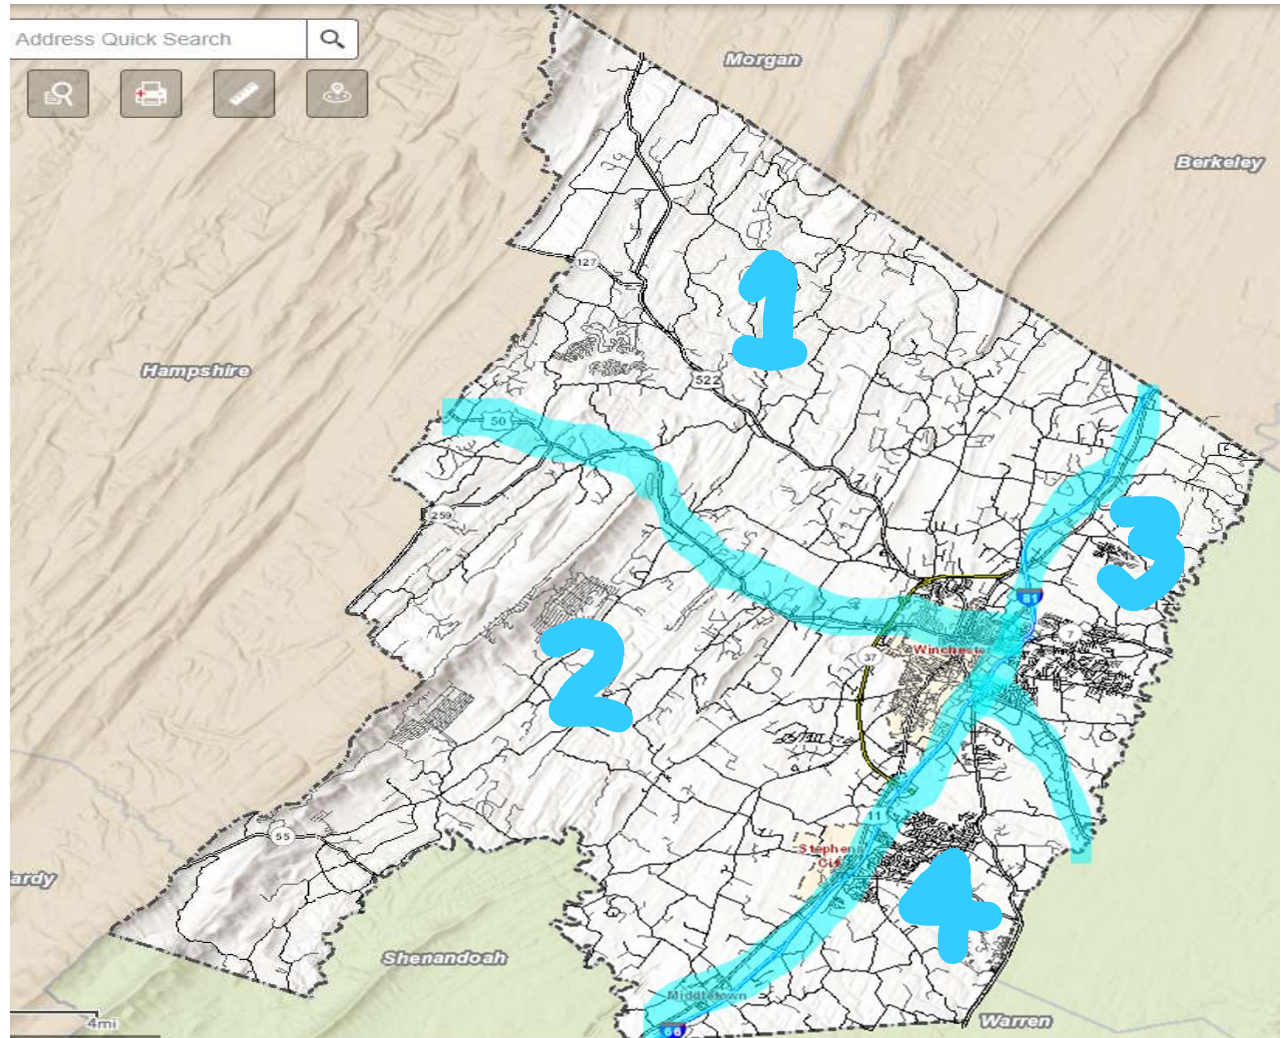 Address Quick Search
Morgan
Berkeley
127
1
Hampshire
522
50
259
3
81
7
2
Winchester
37
11
55
Stephens
City
4
ardy
Shenandoah
Middletown
4mi
66
Warren